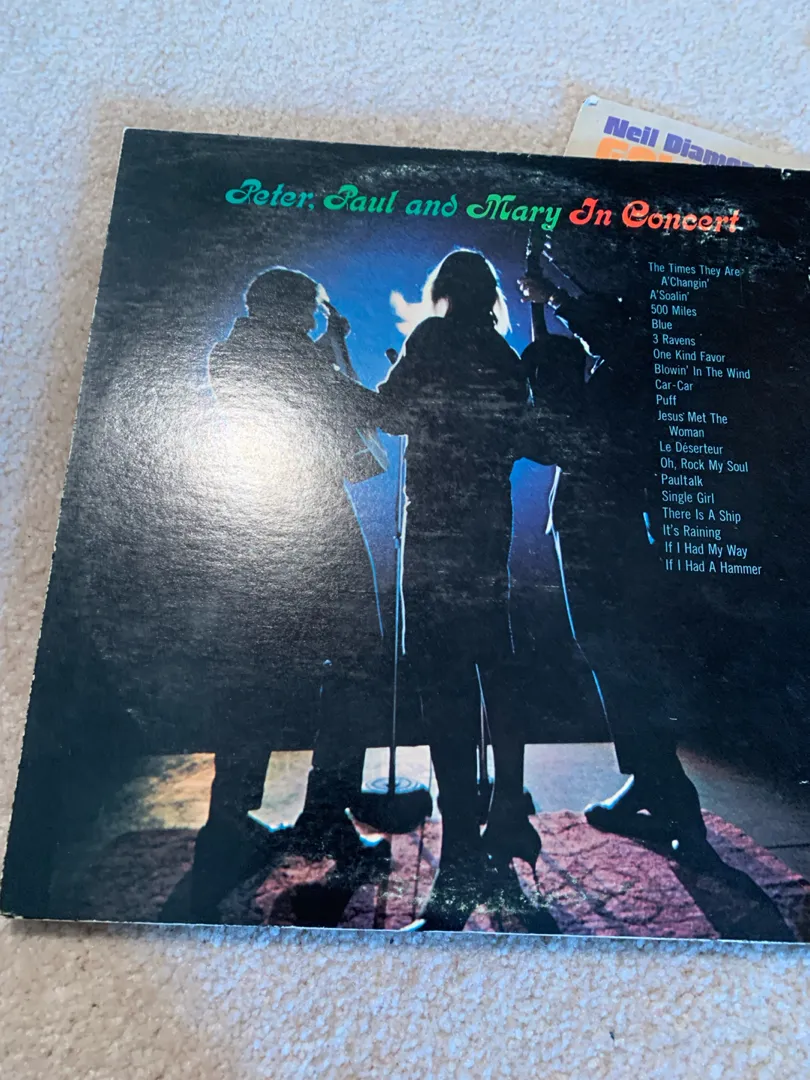 Neil Diamon
GOL
Peter, Paul and Mary In Concert
The Times They Are
A'Changin'
A'Soalin'
500 Miles
Blue
3 Ravens
One Kind Favor
Blowin' In The Wind
Car-Car
Puff
Jesus Met The
Woman
Le Déserteur
Oh, Rock My Soul
Paultalk
Single Girl
There Is A Ship
It's Raining
If I Had My Way
If I Had A Hammer